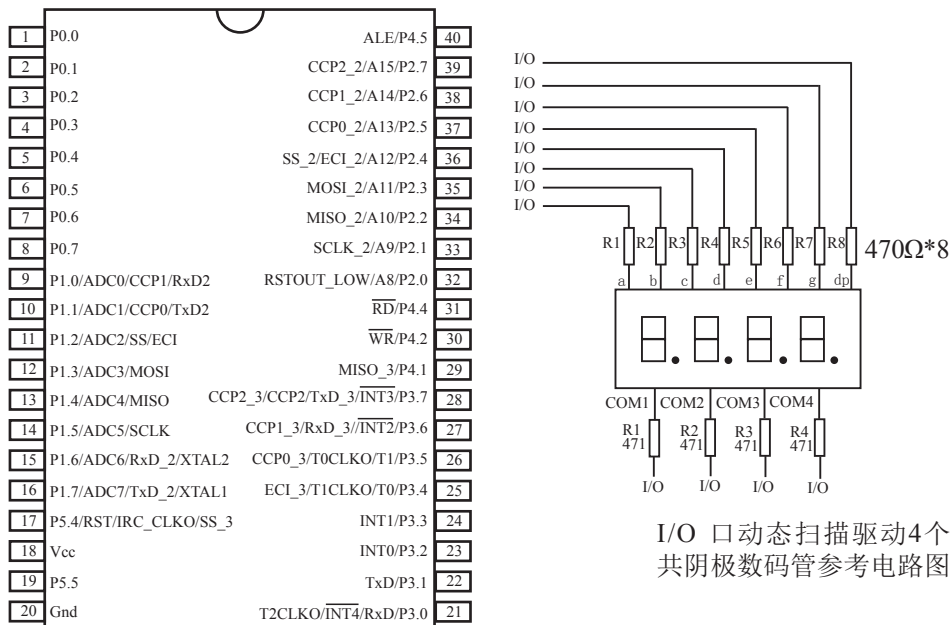 1 P0.0
2 P0.1
3 P0.2
4 P0.3
5 P0.4
6 P0.5
7 P0.6
8 P0.7
9 P1.0/ADC0/CCP1/RxD2
10 P1.1/ADC1/CCP0/TxD2
11 P1.2/ADC2/SS/ECI
12 P1.3/ADC3/MOSI
13 P1.4/ADC4/MISO
14 P1.5/ADC5/SCLK
15 P1.6/ADC6/RxD_2/XTAL2
16 P1.7/ADC7/TxD_2/XTAL1
17 P5.4/RST/IRC_CLKO/SS_3
18 Vcc
19 P5.5
20 Gnd
ALE/P4.5 40
CCP2_2/A15/P2.7 39
CCP1_2/A14/P2.6 38
CCP0_2/A13/P2.5 37
SS_2/ECI_2/A12/P2.4 36
MOSI_2/A11/P2.3 35
MISO_2/A10/P2.2 34
SCLK_2/A9/P2.1 33
RSTOUT_LOW/A8/P2.0 32
RD/P4.4 31
WR/P4.2 30
MISO_3/P4.1 29
CCP2_3/CCP2/TxD_3/INT3/P3.7 28
CCP1_3/RxD_3//INT2/P3.6 27
CCP0_3/T0CLKO/T1/P3.5 26
ECI_3/T1CLKO/T0/P3.4 25
INT1/P3.3 24
INT0/P3.2 23
TxD/P3.1 22
T2CLKO/INT4/RxD/P3.0 21
I/O
I/O
I/O
I/O
I/O
I/O
I/O
I/O
R1 R2 R3 R4 R5 R6 R7 R8 470Ω*8
a b c d e f g dp
COM1 COM2 COM3 COM4
R1 R2 R3 R4
471 471 471 471
I/O I/O I/O I/O
I/O 口动态扫描驱动4个
共阴极数码管参考电路图